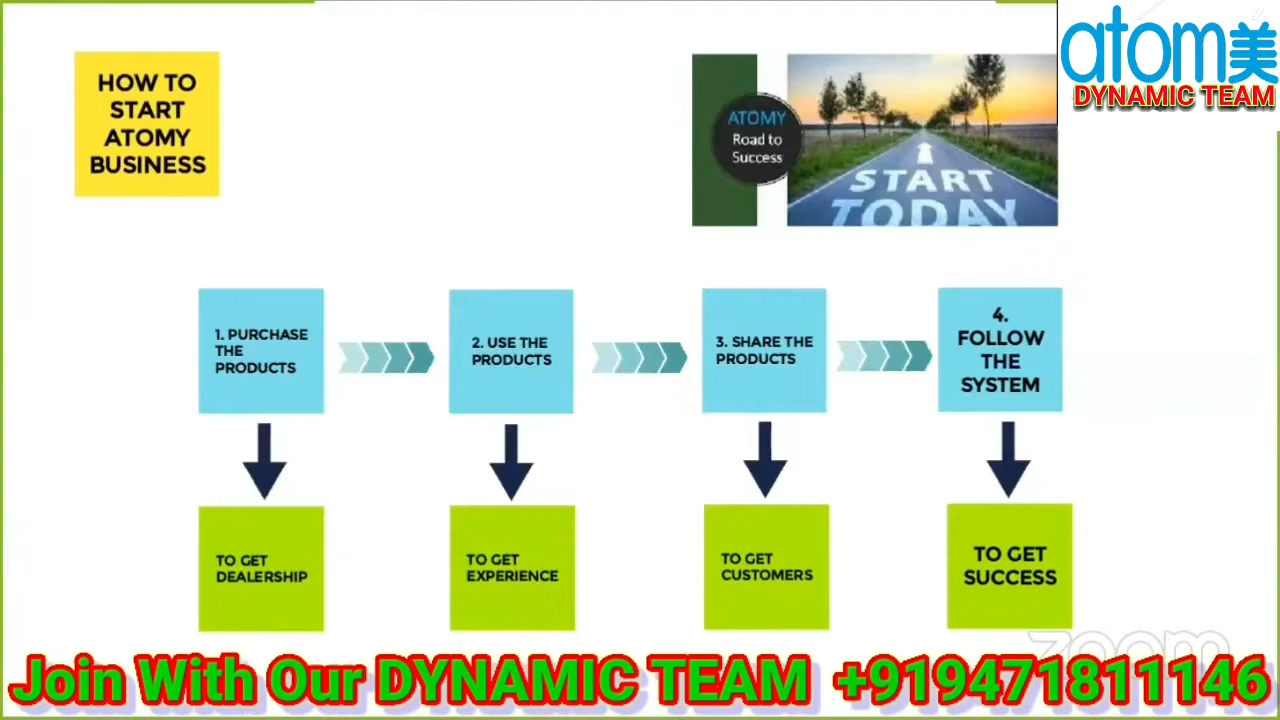 HOW TO
START
ATOMY
BUSINESS
ATOMY
Road to
Success
START
TODAY
atom美
DYNAMIC TEAM
1. PURCHASE
THE
PRODUCTS
2. USE THE
PRODUCTS
3. SHARE THE
PRODUCTS
4.
FOLLOW
THE
SYSTEM
TO GET
DEALERSHIP
TO GET
EXPERIENCE
TO GET
CUSTOMERS
TO GET
SUCCESS
zoom
Join With Our DYNAMIC TEAM +919471811146